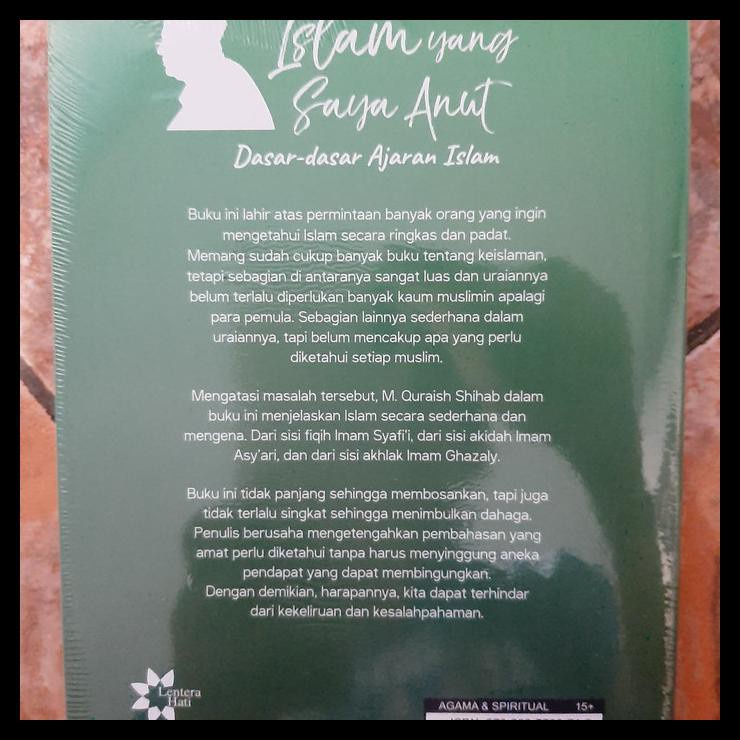 Islam yang
Saya Anut
Dasar-dasar Ajaran Islam
Buku ini lahir atas permintaan banyak orang yang ingin
mengetahui Islam secara ringkas dan padat.
Memang sudah cukup banyak buku tentang keislaman,
tetapi sebagian di antaranya sangat luas dan uraiannya
belum terlalu diperlukan banyak kaum muslimin apalagi
para pemula. Sebagian lainnya sederhana dalam
uraiannya, tapi belum mencakup apa yang perlu
diketahui setiap muslim.
Mengatasi masalah tersebut, M. Quraish Shihab dalam
buku ini menjelaskan Islam secara sederhana dan
mengena. Dari sisi fiqih Imam Syafi'i, dari sisi akidah Imam
Asy'ari, dan dari sisi akhlak Imam Ghazaly.
Buku ini tidak panjang sehingga membosankan, tapi juga
tidak terlalu singkat sehingga menimbulkan dahaga.
Penulis berusaha mengetengahkan pembahasan yang
amat perlu diketahui tanpa harus menyinggung aneka
pendapat yang dapat membingungkan.
Dengan demikian, harapannya, kita dapat terhindar
dari kekeliruan dan kesalahpahaman.
Lentera
Hati
AGAMA & SPIRITUAL 15+